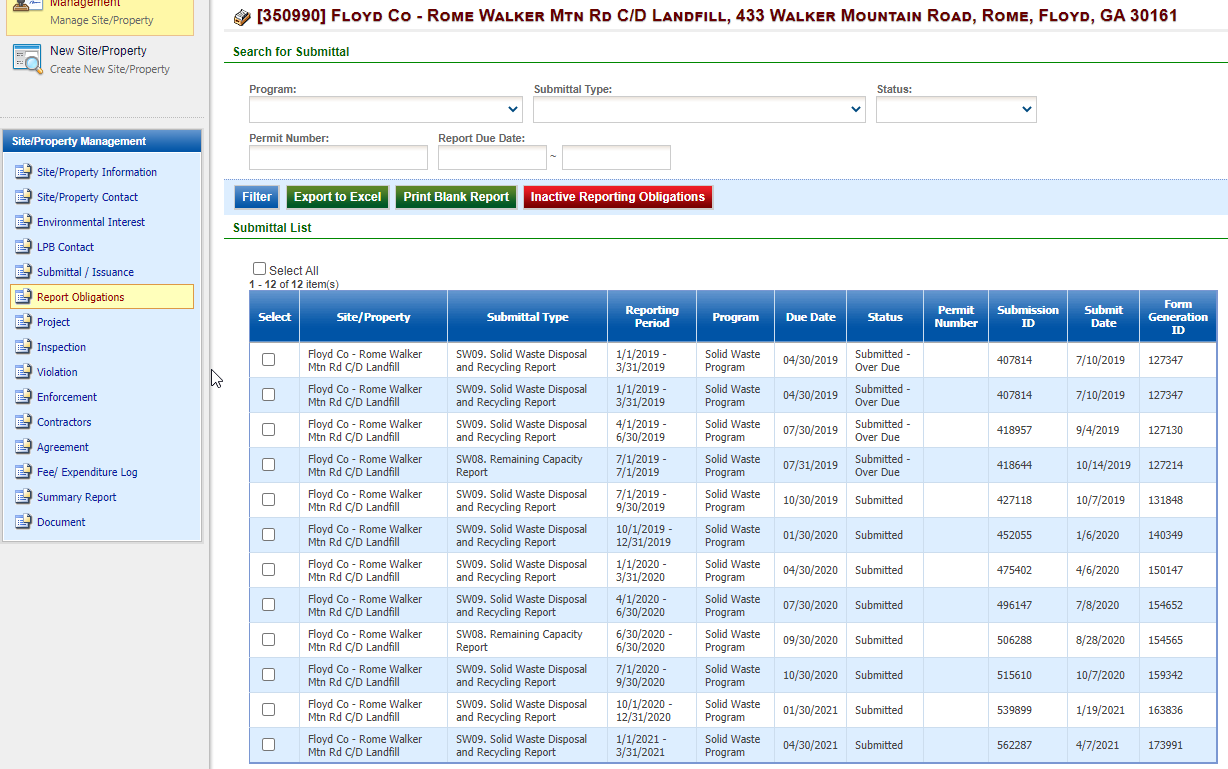 Management
Manage Site/Property
New Site/Property
Create New Site/Property
Site/Property Management
Site/Property Information
Site/Property Contact
Environmental Interest
LPB Contact
Submittal / Issuance
Report Obligations
Project
Inspection
Violation
Enforcement
Contractors
Agreement
Fee/ Expenditure Log
Summary Report
Document
[350990] Floyd Co - Rome Walker Mtn Rd C/D Landfill, 433 Walker Mountain Road, Rome, Floyd, GA 30161
Search for Submittal
Program: Submittal Type: Status:
Permit Number: Report Due Date:
~
Filter Export to Excel Print Blank Report Inactive Reporting Obligations
Submittal List
Select All
1 - 12 of 12 item(s)
Select Site/Property Submittal Type Reporting Period Program Due Date Status Permit Number Submission ID Submit Date Form Generation ID
Floyd Co - Rome Walker SW09. Solid Waste Disposal 1/1/2019 - Solid Waste 04/30/2019 Submitted - 407814 7/10/2019 127347
Mtn Rd C/D Landfill and Recycling Report 3/31/2019 Program Over Due
Floyd Co - Rome Walker SW09. Solid Waste Disposal 1/1/2019 - Solid Waste 04/30/2019 Submitted - 407814 7/10/2019 127347
Mtn Rd C/D Landfill and Recycling Report 3/31/2019 Program Over Due
Floyd Co - Rome Walker SW09. Solid Waste Disposal 4/1/2019 - Solid Waste 07/30/2019 Submitted - 418957 9/4/2019 127130
Mtn Rd C/D Landfill and Recycling Report 6/30/2019 Program Over Due
Floyd Co - Rome Walker SW08. Remaining Capacity 7/1/2019 - Solid Waste 07/31/2019 Submitted - 418644 10/14/2019 127214
Mtn Rd C/D Landfill Report 7/1/2019 Program Over Due
Floyd Co - Rome Walker SW09. Solid Waste Disposal 7/1/2019 - Solid Waste 10/30/2019 Submitted 427118 10/7/2019 131848
Mtn Rd C/D Landfill and Recycling Report 9/30/2019 Program
Floyd Co - Rome Walker SW09. Solid Waste Disposal 10/1/2019 - Solid Waste 01/30/2020 Submitted 452055 1/6/2020 140349
Mtn Rd C/D Landfill and Recycling Report 12/31/2019 Program
Floyd Co - Rome Walker SW09. Solid Waste Disposal 1/1/2020 - Solid Waste 04/30/2020 Submitted 475402 4/6/2020 150147
Mtn Rd C/D Landfill and Recycling Report 3/31/2020 Program
Floyd Co - Rome Walker SW09. Solid Waste Disposal 4/1/2020 - Solid Waste 07/30/2020 Submitted 496147 7/8/2020 154652
Mtn Rd C/D Landfill and Recycling Report 6/30/2020 Program
Floyd Co - Rome Walker SW08. Remaining Capacity 6/30/2020 - Solid Waste 09/30/2020 Submitted 506288 8/28/2020 154565
Mtn Rd C/D Landfill Report 6/30/2020 Program
Floyd Co - Rome Walker SW09. Solid Waste Disposal 7/1/2020 - Solid Waste 10/30/2020 Submitted 515610 10/7/2020 159342
Mtn Rd C/D Landfill and Recycling Report 9/30/2020 Program
Floyd Co - Rome Walker SW09. Solid Waste Disposal 10/1/2020 - Solid Waste 01/30/2021 Submitted 539899 1/19/2021 163836
Mtn Rd C/D Landfill and Recycling Report 12/31/2020 Program
Floyd Co - Rome Walker SW09. Solid Waste Disposal 1/1/2021 - Solid Waste 04/30/2021 Submitted 562287 4/7/2021 173991
Mtn Rd C/D Landfill and Recycling Report 3/31/2021 Program